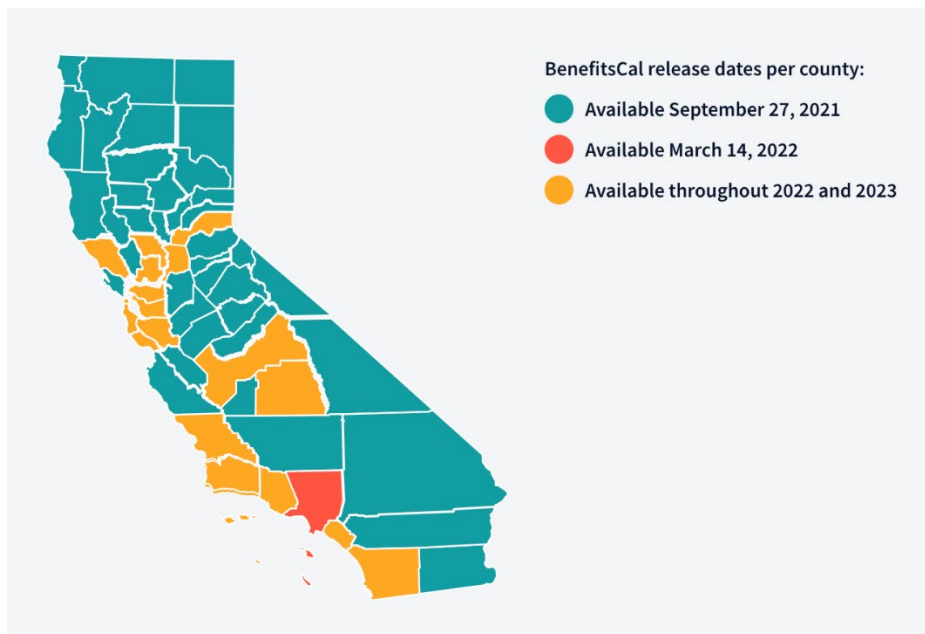 BenefitsCal release dates per county:
Available September 27, 2021
Available March 14, 2022
Available throughout 2022 and 2023